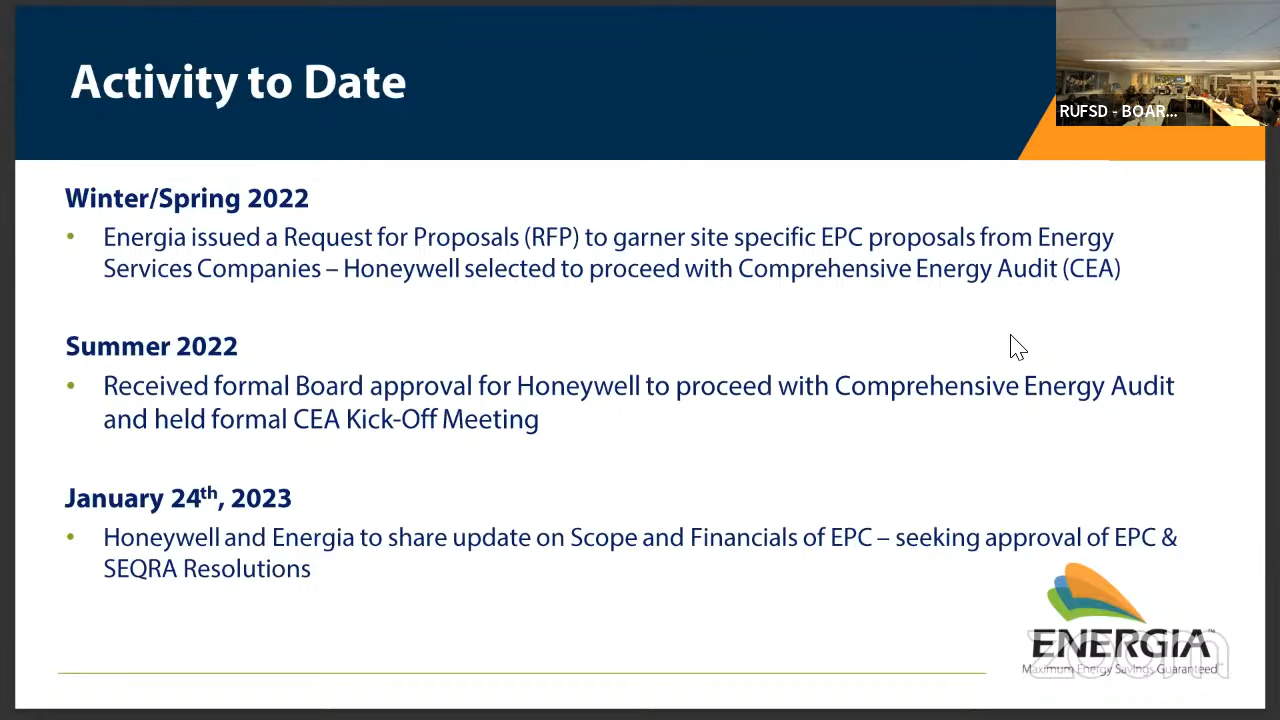 Activity to Date
RUFSD - BOAR...
Winter/Spring 2022
• Energia issued a Request for Proposals (RFP) to garner site specific EPC proposals from Energy
Services Companies – Honeywell selected to proceed with Comprehensive Energy Audit (CEA)
Summer 2022
• Received formal Board approval for Honeywell to proceed with Comprehensive Energy Audit
and held formal CEA Kick-Off Meeting
January 24th, 2023
• Honeywell and Energia to share update on Scope and Financials of EPC – seeking approval of EPC &
SEQRA Resolutions
ENERGIA™
zoom
Maximum Energy Savings Guaranteed